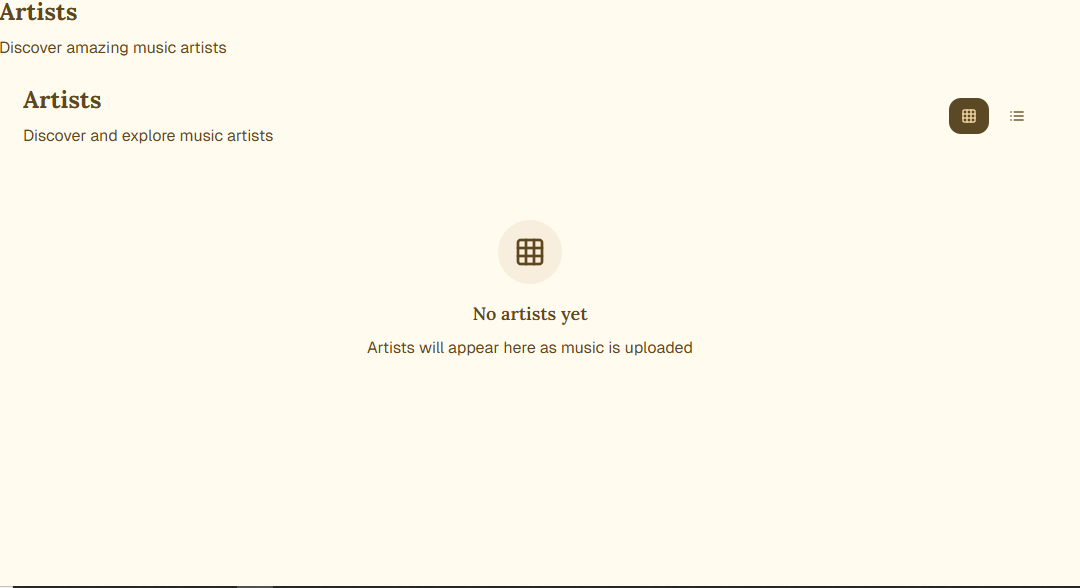 Artists
Discover amazing music artists
Artists
Discover and explore music artists
No artists yet
Artists will appear here as music is uploaded